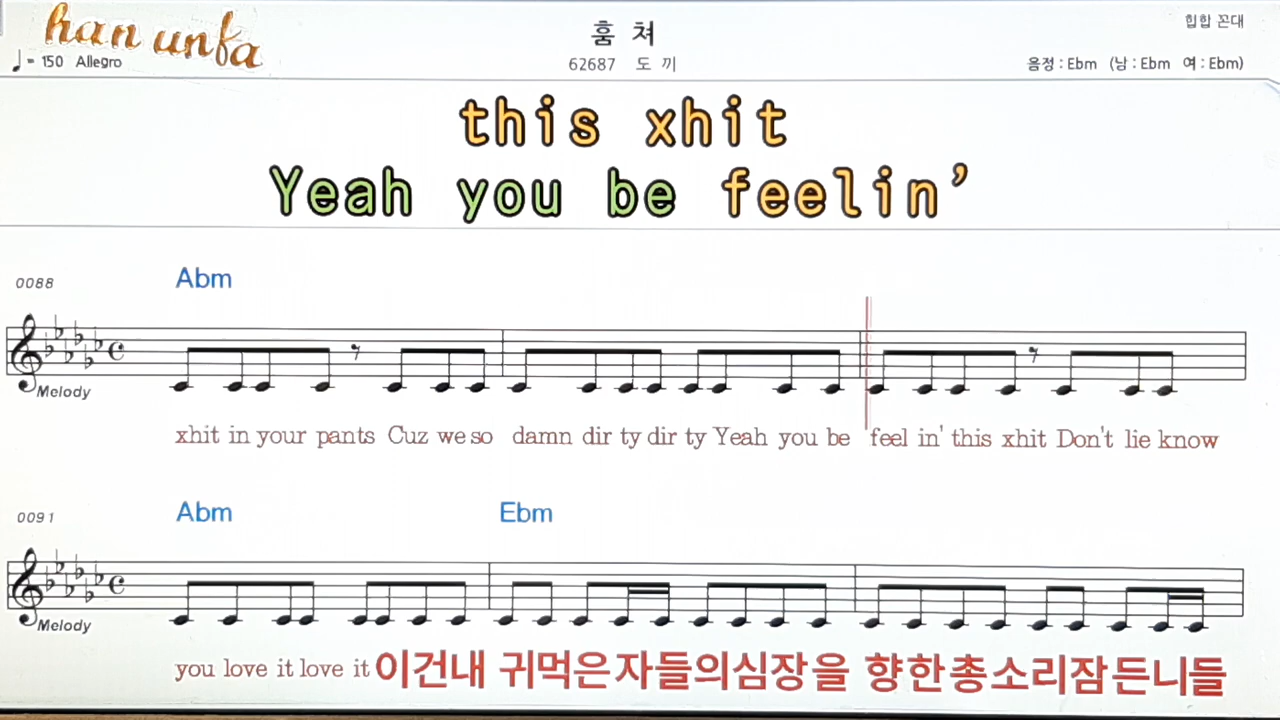 han unfa
훔 쳐
힙합 꼰대
♩= 150 Allegro
62687 도 끼
음정 : Ebm (남 : Ebm 여 : Ebm)
this xhit
Yeah you be feelin’
0088
Abm
Melody
xhit in your pants Cuz we so damn dir ty dir ty Yeah you be feel in' this xhit Don't lie know
0091
Abm Ebm
Melody
you love it love it 이건내 귀먹은자들의심장을 향한총소리잠든니들